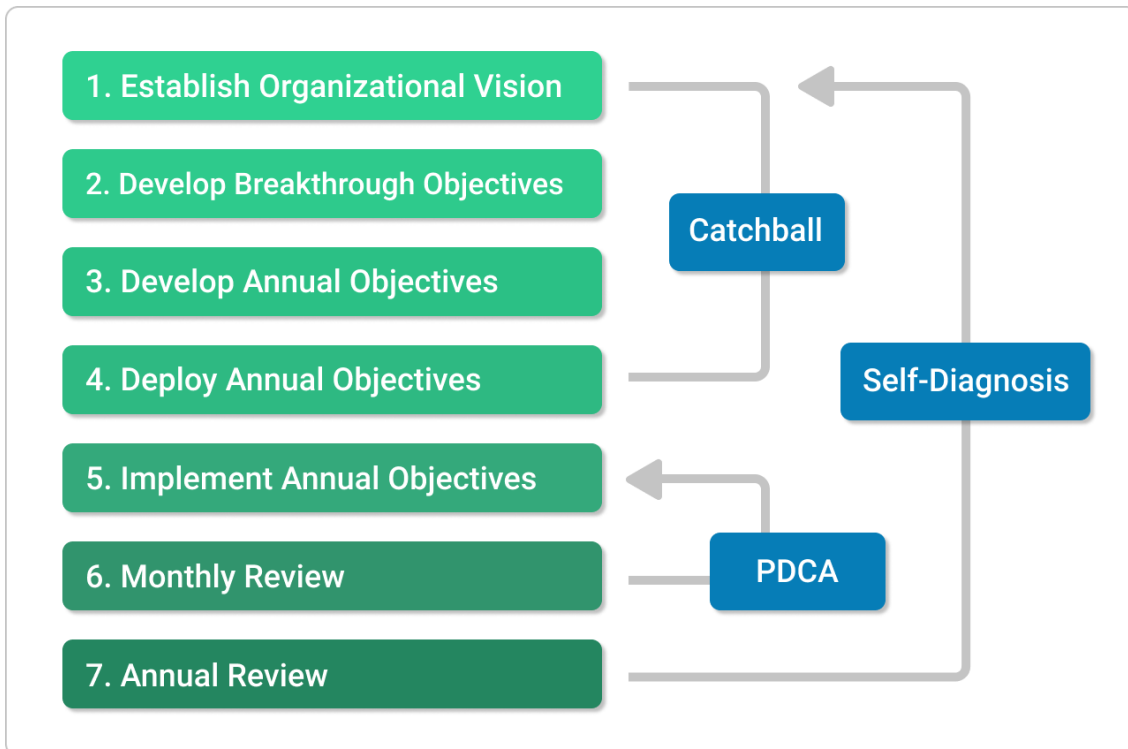 1. Establish Organizational Vision
2. Develop Breakthrough Objectives
Catchball
3. Develop Annual Objectives
4. Deploy Annual Objectives
Self-Diagnosis
5. Implement Annual Objectives
6. Monthly Review
PDCA
7. Annual Review